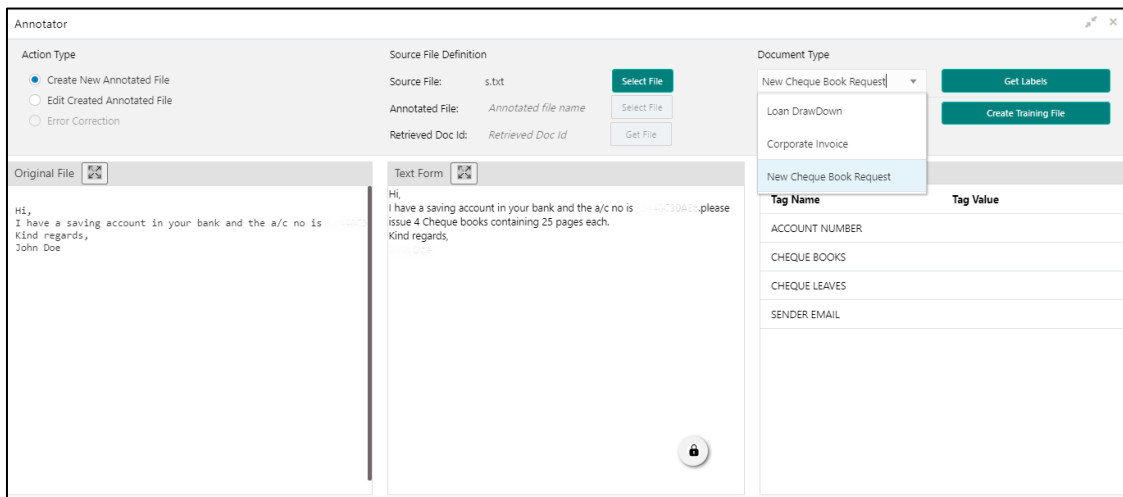 Annotator
Action Type
Create New Annotated File
Edit Created Annotated File
Error Correction
Source File Definition
Source File: s.txt Select File
Annotated File: Annotated file name Select File
Retrieved Doc Id: Retrieved Doc Id Get File
Document Type
New Cheque Book Request
Loan DrawDown
Corporate Invoice
New Cheque Book Request
Get Labels
Create Training File
Original File
Hi,
I have a saving account in your bank and the a/c no is
Kind regards,
John Doe
Text Form
Hi,
I have a saving account in your bank and the a/c no is .please
issue 4 Cheque books containing 25 pages each.
Kind regards,
John Doe
Tag Name Tag Value
ACCOUNT NUMBER
CHEQUE BOOKS
CHEQUE LEAVES
SENDER EMAIL